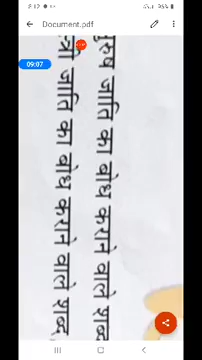 Document.pdf
09:07
पुरुष जाति का बोध कराने वाले शब्द
स्त्री जाति का बोध कराने वाले शब्द